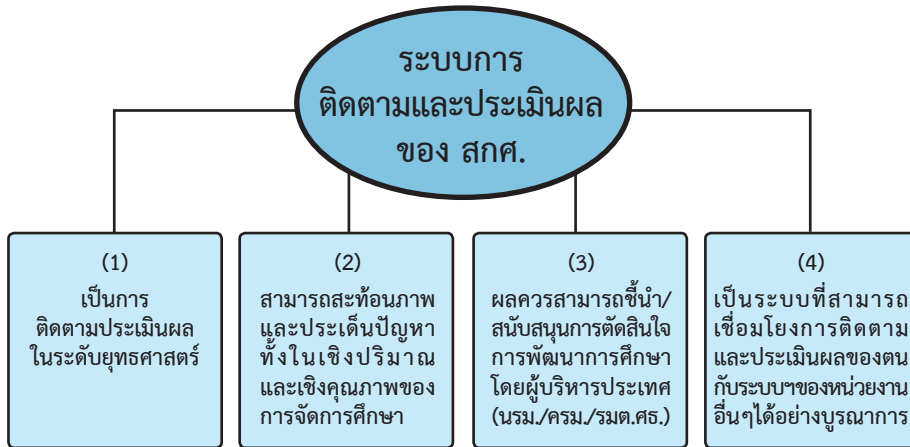 ระบบการ
ติดตามและประเมินผล
ของ สกศ.
(1)
เป็นการ
ติดตามประเมินผล
ในระดับยุทธศาสตร์
(2)
สามารถสะท้อนภาพ
และประเด็นปัญหา
ทั้งในเชิงปริมาณ
และเชิงคุณภาพของ
การจัดการศึกษา
(3)
ผลควรสามารถชี้นำ/
สนับสนุนการตัดสินใจ
การพัฒนาการศึกษา
โดยผู้บริหารประเทศ
(นรม./ครม./รมต.ศธ.)
(4)
เป็นระบบที่สามารถ
เชื่อมโยงการติดตาม
และประเมินผลของตน
กับระบบฯของหน่วยงาน
อื่นๆได้อย่างบูรณาการ